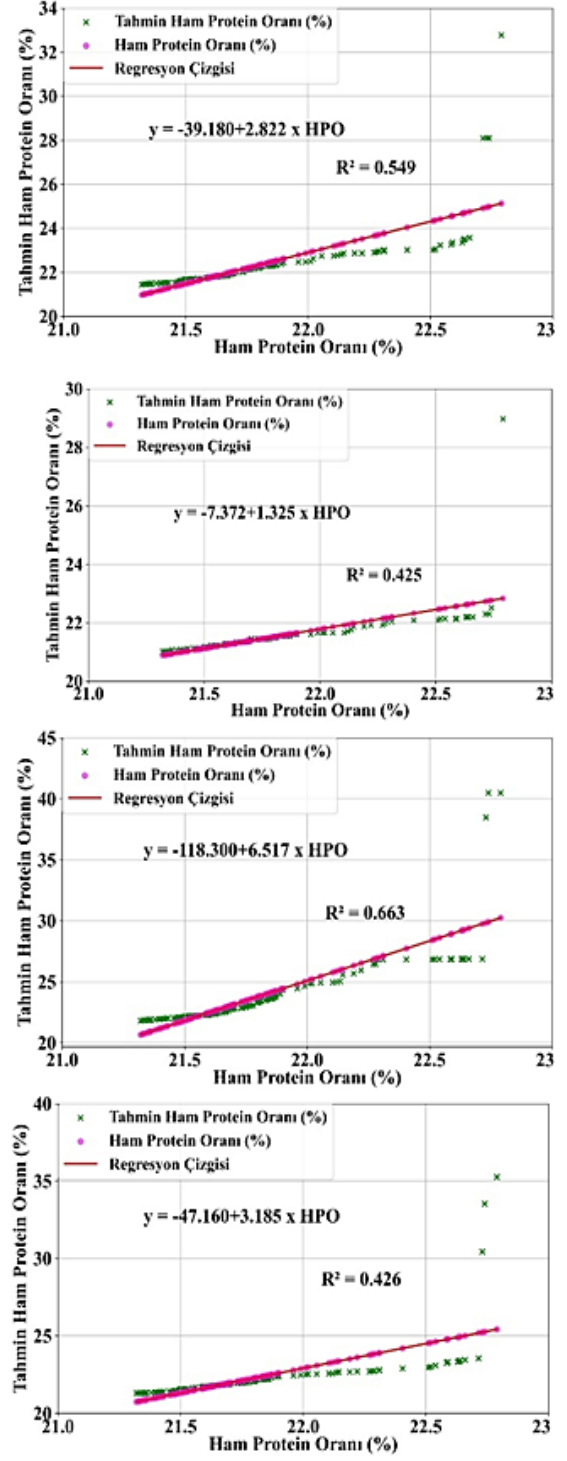 34
32
30
28
26
24
22
20
Tahmin Ham Protein Oranı (%)
Tahmin Ham Protein Oranı (%)
Ham Protein Oranı (%)
Regresyon Çizgisi
y = -39.180+2.822 x HPO
R² = 0.549
21.0 21.5 22.0 22.5 23
Ham Protein Oranı (%)
30
28
26
24
22
20
Tahmin Ham Protein Oranı (%)
Tahmin Ham Protein Oranı (%)
Ham Protein Oranı (%)
Regresyon Çizgisi
y = -7.372+1.325 x HPO
R² = 0.425
21.0 21.5 22.0 22.5 23
Ham Protein Oranı (%)
45
40
35
30
25
20
Tahmin Ham Protein Oranı (%)
Tahmin Ham Protein Oranı (%)
Ham Protein Oranı (%)
Regresyon Çizgisi
y = -118.300+6.517 x HPO
R² = 0.663
21.0 21.5 22.0 22.5 23
Ham Protein Oranı (%)
40
35
30
25
20
Tahmin Ham Protein Oranı (%)
Tahmin Ham Protein Oranı (%)
Ham Protein Oranı (%)
Regresyon Çizgisi
y = -47.160+3.185 x HPO
R² = 0.426
21.0 21.5 22.0 22.5 23
Ham Protein Oranı (%)